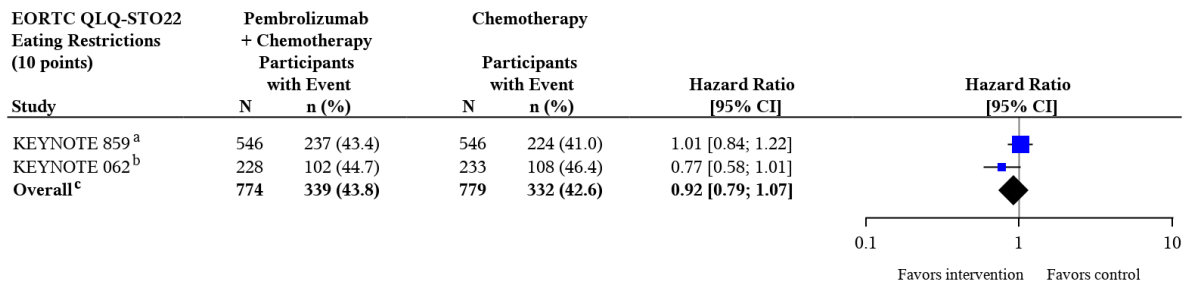 EORTC QLQ-STO22 Pembrolizumab Chemotherapy
Eating Restrictions + Chemotherapy
(10 points) Participants Participants
with Event with Event Hazard Ratio Hazard Ratio
Study N n (%) N n (%) [95% CI] [95% CI]
KEYNOTE 859 a 546 237 (43.4) 546 224 (41.0) 1.01 [0.84; 1.22]
KEYNOTE 062 b 228 102 (44.7) 233 108 (46.4) 0.77 [0.58; 1.01]
Overall c 774 339 (43.8) 779 332 (42.6) 0.92 [0.79; 1.07]
0.1 1 10
Favors intervention Favors control